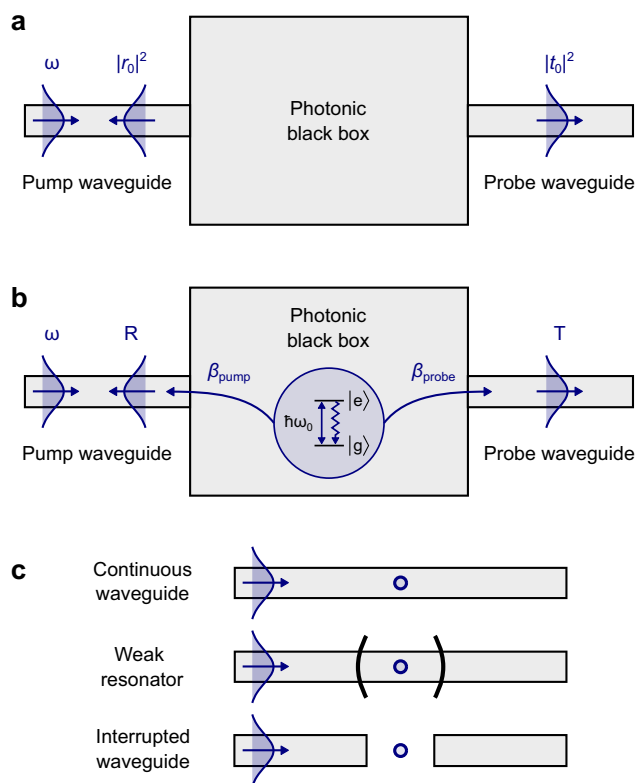 a
ω |r₀|² |t₀|²
Photonic
black box
Pump waveguide Probe waveguide
b
Photonic
black box
ω R T
βpump βprobe
|e⟩
ħω₀
|g⟩
Pump waveguide Probe waveguide
c
Continuous
waveguide
Weak
resonator
Interrupted
waveguide